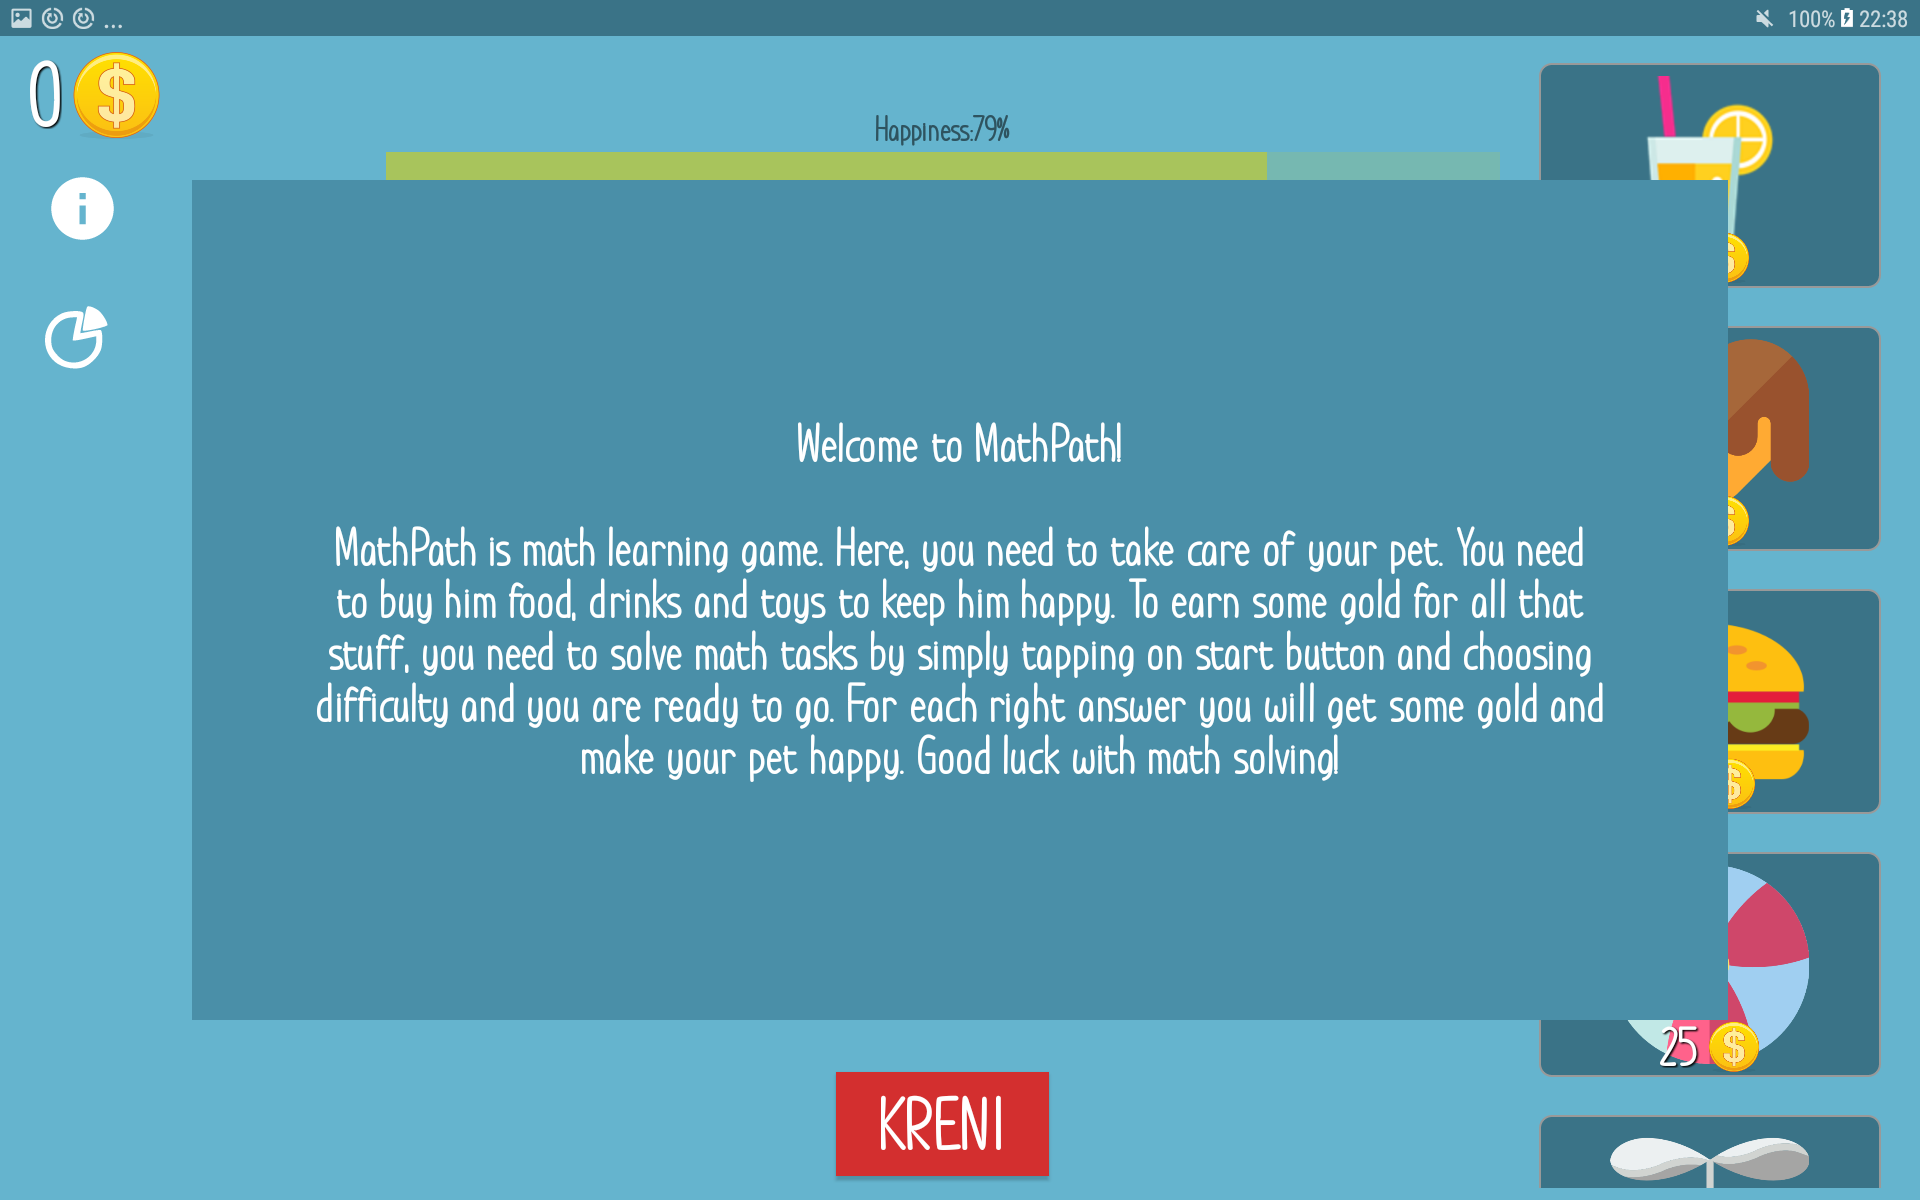 ... 100% 22:38
0 $
Happiness:79%
i
Welcome to MathPath!
MathPath is math learning game. Here, you need to take care of your pet. You need
to buy him food, drinks and toys to keep him happy. To earn some gold for all that
stuff, you need to solve math tasks by simply tapping on start button and choosing
difficulty and you are ready to go. For each right answer you will get some gold and
make your pet happy. Good luck with math solving!
$
$
$
25 $
KRENI